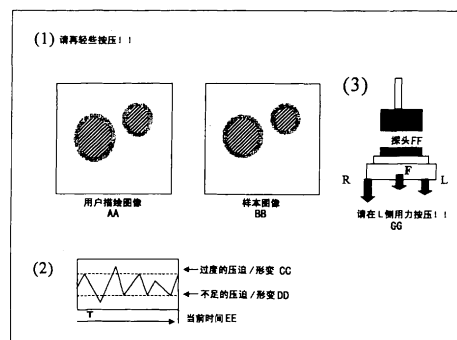 (1) 请再轻些按压！！
用户描绘图像
AA
样本图像
BB
(3)
探头FF
F
R
L
请在L侧用力按压！！
GG
(2)
过度的压迫/形变 CC
不足的压迫/形变 DD
T
当前时间EE